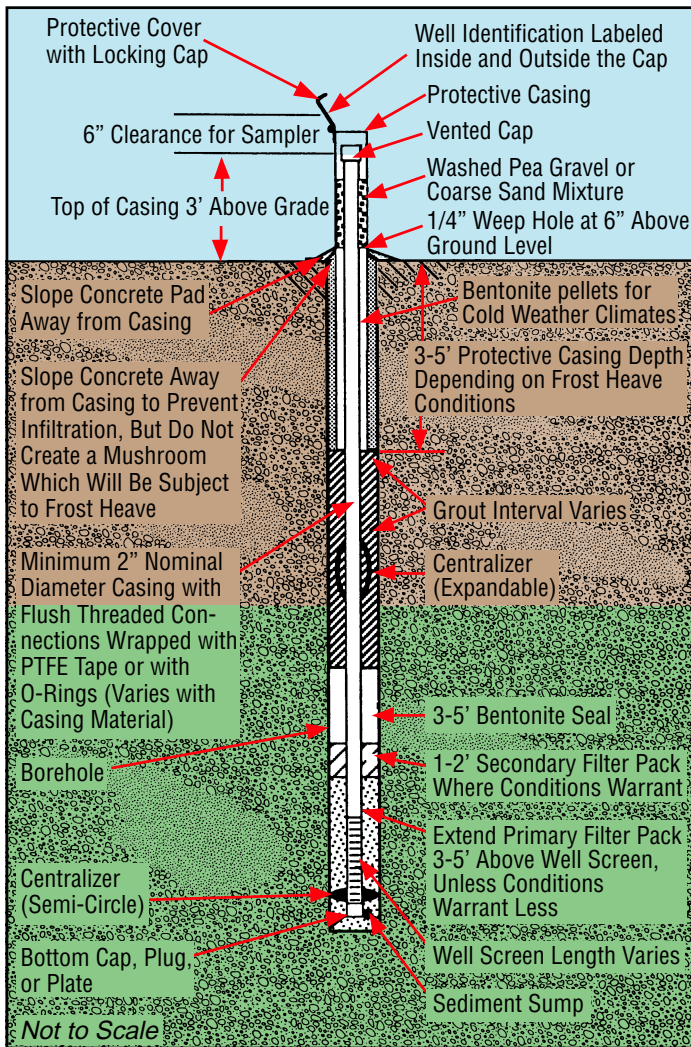 Protective Cover
with Locking Cap
Well Identification Labeled
Inside and Outside the Cap
Protective Casing
6” Clearance for Sampler
Vented Cap
Washed Pea Gravel or
Coarse Sand Mixture
Top of Casing 3’ Above Grade
1/4” Weep Hole at 6” Above
Ground Level
Slope Concrete Pad
Away from Casing
Bentonite pellets for
Cold Weather Climates
3-5’ Protective Casing Depth
Depending on Frost Heave
Conditions
Slope Concrete Away
from Casing to Prevent
Infiltration, But Do Not
Create a Mushroom
Which Will Be Subject
to Frost Heave
Grout Interval Varies
Minimum 2” Nominal
Diameter Casing with
Flush Threaded Con-
nections Wrapped with
PTFE Tape or with
O-Rings (Varies with
Casing Material)
Centralizer
(Expandable)
3-5’ Bentonite Seal
Borehole
1-2’ Secondary Filter Pack
Where Conditions Warrant
Extend Primary Filter Pack
3-5’ Above Well Screen,
Unless Conditions
Warrant Less
Centralizer
(Semi-Circle)
Bottom Cap, Plug,
or Plate
Well Screen Length Varies
Sediment Sump
Not to Scale